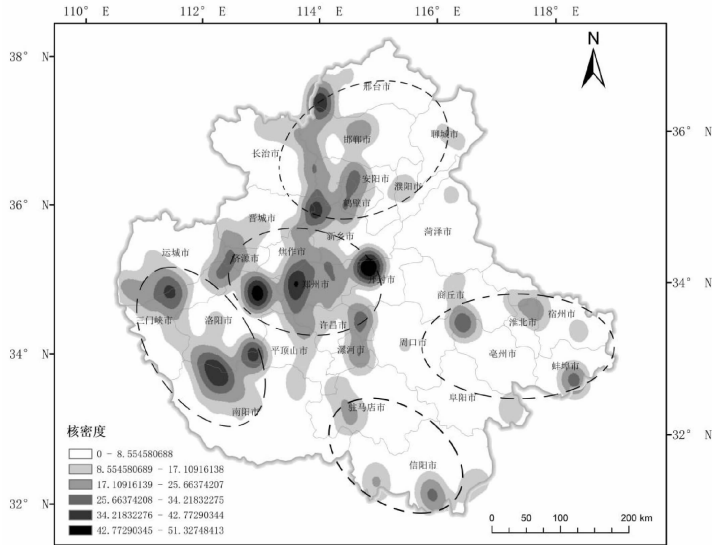 110° E
112° E
114° E
116° E
118° E
N
38° N
36° N
34° N
32° N
36° N
34° N
32° N
邢台市
聊城市
邯郸市
长治市
安阳市
濮阳市
鹤壁市
晋城市
菏泽市
新乡市
运城市
焦作市
济源市
郑州市
开封市
商丘市
宿州市
三门峡市
洛阳市
许昌市
淮北市
周口市
平顶山市
漯河市
亳州市
蚌埠市
阜阳市
南阳市
驻马店市
信阳市
核密度
0 - 8.554580688
8.554580689 - 17.10916138
17.10916139 - 25.66374207
25.66374208 - 34.21832275
34.21832276 - 42.77290344
42.77290345 - 51.32748413
0 50 100 200 km